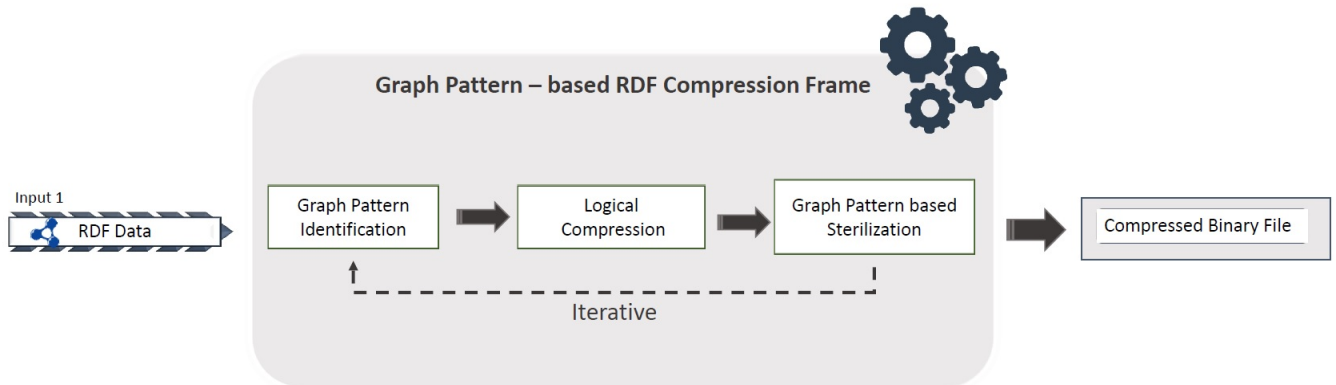 Graph Pattern – based RDF Compression Frame
Input 1
RDF Data
Graph Pattern
Identification
Logical
Compression
Graph Pattern based
Sterilization
Compressed Binary File
Iterative